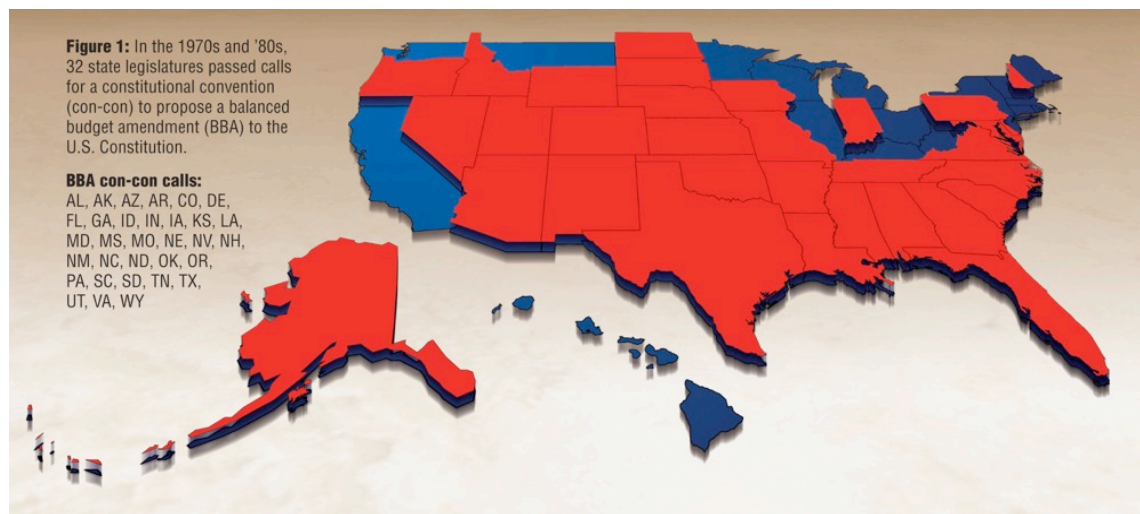 Figure 1: In the 1970s and ’80s,
32 state legislatures passed calls
for a constitutional convention
(con-con) to propose a balanced
budget amendment (BBA) to the
U.S. Constitution.
BBA con-con calls:
AL, AK, AZ, AR, CO, DE,
FL, GA, ID, IN, IA, KS, LA,
MD, MS, MO, NE, NV, NH,
NM, NC, ND, OK, OR,
PA, SC, SD, TN, TX,
UT, VA, WY